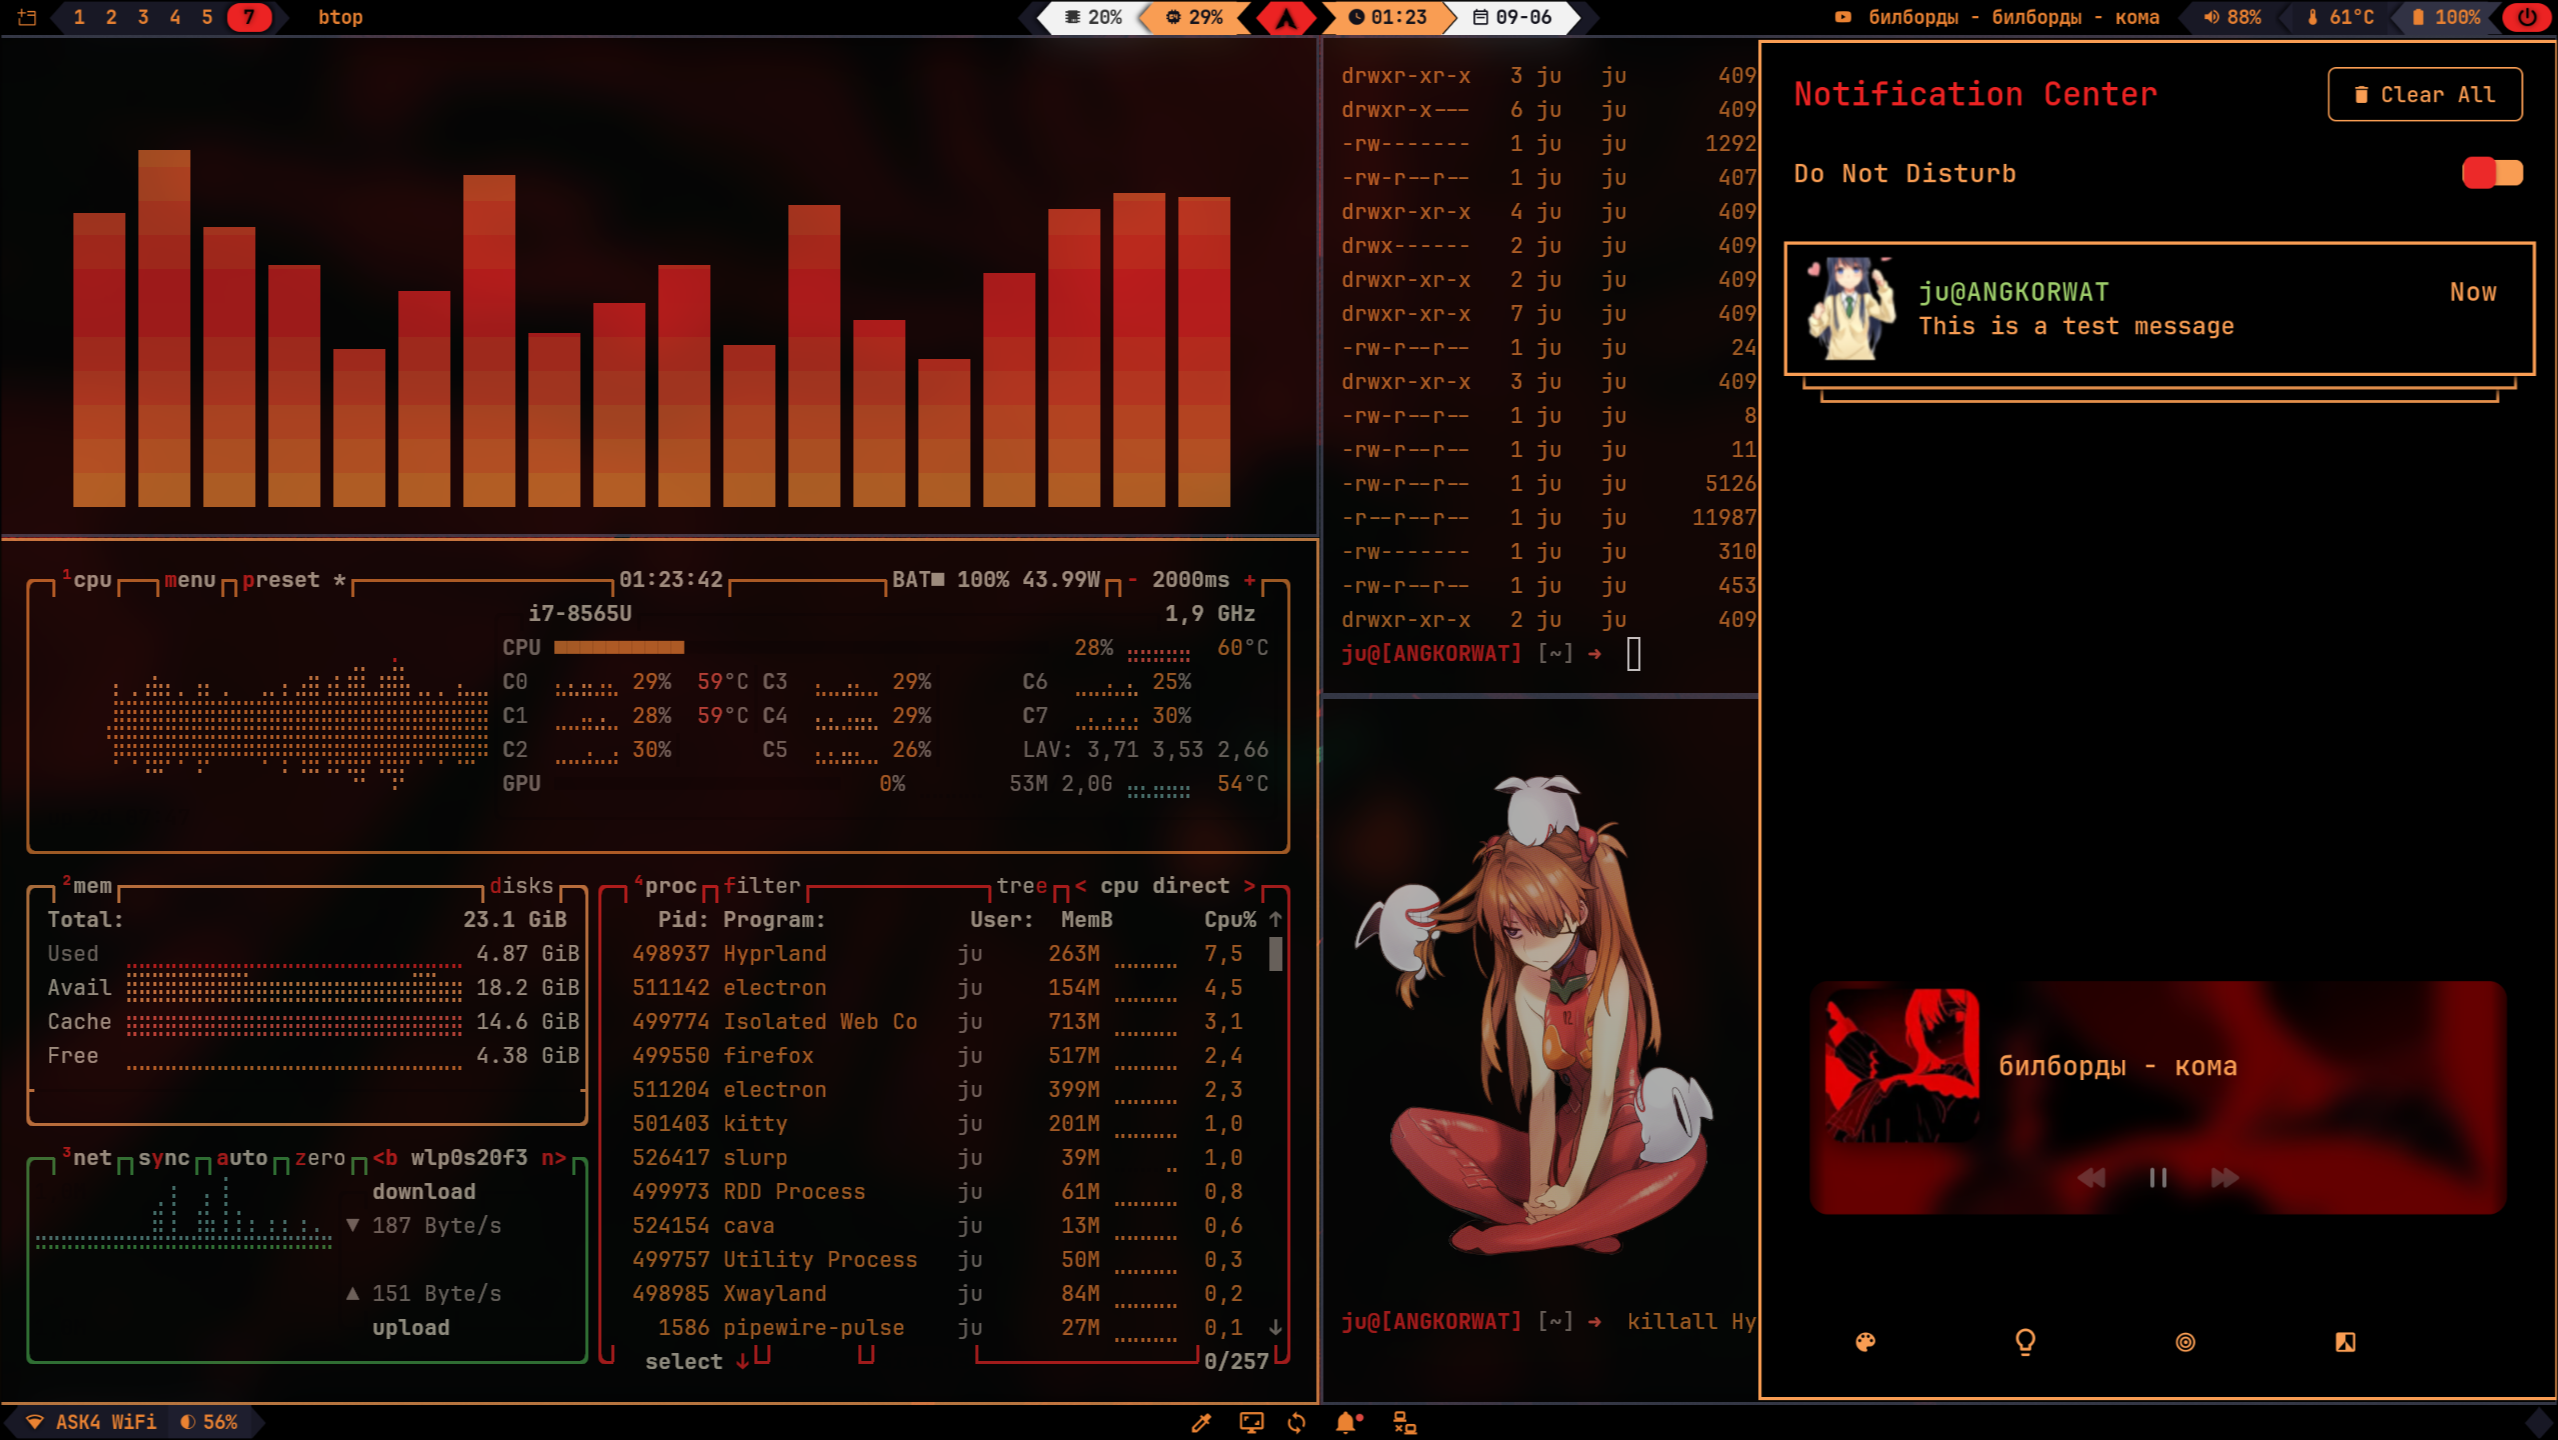 1 2 3 4 5 7 btop
20% 29% 01:23 09-06
билборды - билборды - кома 88% 61°C 100%
drwxr-xr-x 3 ju ju 409
drwxr-x--- 6 ju ju 409
-rw------- 1 ju ju 1292
-rw-r--r-- 1 ju ju 407
drwxr-xr-x 4 ju ju 409
drwx------ 2 ju ju 409
drwxr-xr-x 2 ju ju 409
drwxr-xr-x 7 ju ju 409
-rw-r--r-- 1 ju ju 24
drwxr-xr-x 3 ju ju 409
-rw-r--r-- 1 ju ju 8
-rw-r--r-- 1 ju ju 11
-rw-r--r-- 1 ju ju 5126
-r--r--r-- 1 ju ju 11987
-rw------- 1 ju ju 310
-rw-r--r-- 1 ju ju 453
drwxr-xr-x 2 ju ju 409
ju@[ANGKORWAT] [~] ➜
Notification Center
Clear All
Do Not Disturb
ju@ANGKORWAT Now
This is a test message
1cpu menu preset * 01:23:42 BAT■ 100% 43.99W - 2000ms +
i7-8565U 1,9 GHz
CPU 28% 60°C
C0 29% 59°C C3 29% C6 25%
C1 28% 59°C C4 29% C7 30%
C2 30% C5 26% LAV: 3,71 3,53 2,66
GPU 0% 53M 2,0G 54°C
2mem disks
Total: 23.1 GiB
Used 4.87 GiB
Avail 18.2 GiB
Cache 14.6 GiB
Free 4.38 GiB
3net sync auto zero <b wlp0s20f3 n>
download
▼ 187 Byte/s
▲ 151 Byte/s
upload
4proc filter tree < cpu direct >
Pid: Program: User: MemB Cpu% ↑
498937 Hyprland ju 263M 7,5
511142 electron ju 154M 4,5
499774 Isolated Web Co ju 713M 3,1
499550 firefox ju 517M 2,4
511204 electron ju 399M 2,3
501403 kitty ju 201M 1,0
526417 slurp ju 39M 1,0
499973 RDD Process ju 61M 0,8
524154 cava ju 13M 0,6
499757 Utility Process ju 50M 0,3
498985 Xwayland ju 84M 0,2
1586 pipewire-pulse ju 27M 0,1 ↓
select ↓ 0/257
ju@[ANGKORWAT] [~] ➜ killall Hy
билборды - кома
ASK4 WiFi 56%